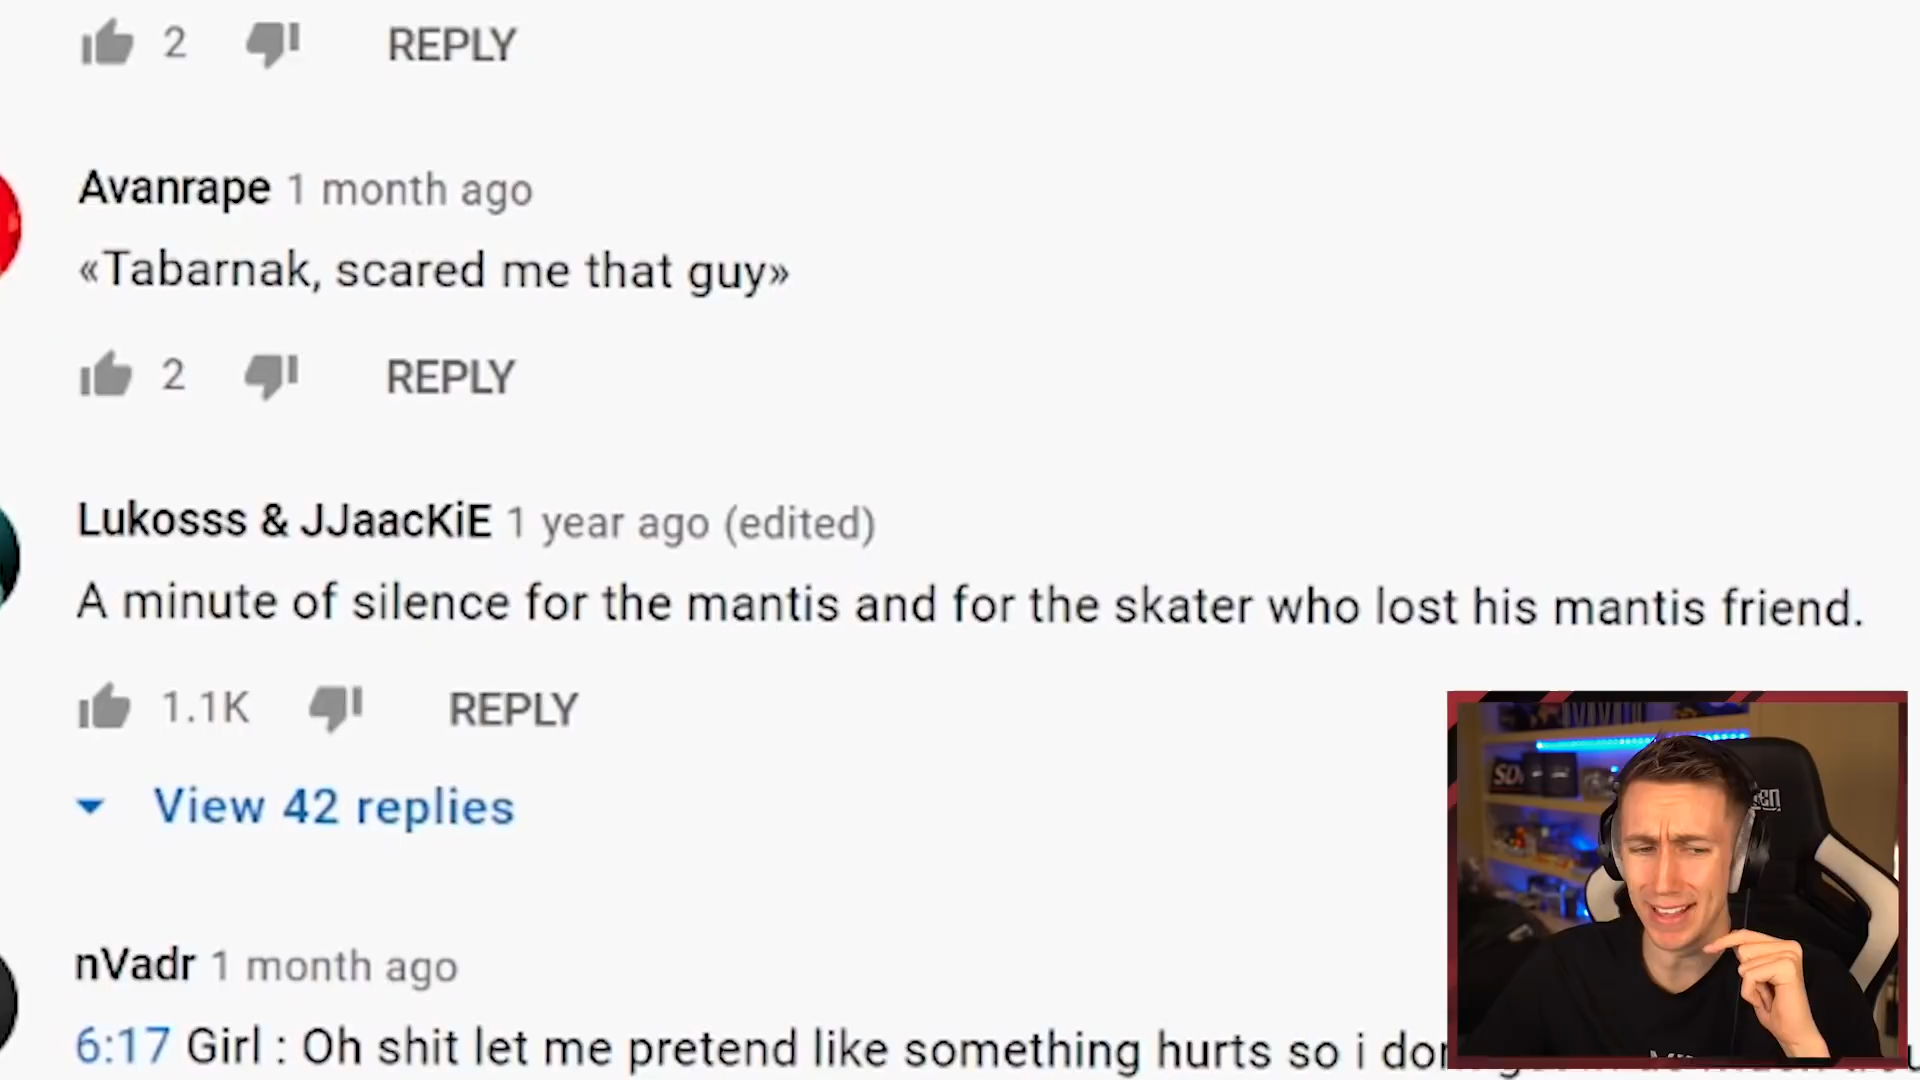 2 REPLY
Avanrape 1 month ago
«Tabarnak, scared me that guy»
2 REPLY
Lukosss & JJaacKiE 1 year ago (edited)
A minute of silence for the mantis and for the skater who lost his mantis friend.
1.1K REPLY
View 42 replies
nVadr 1 month ago
6:17 Girl : Oh shit let me pretend like something hurts so i